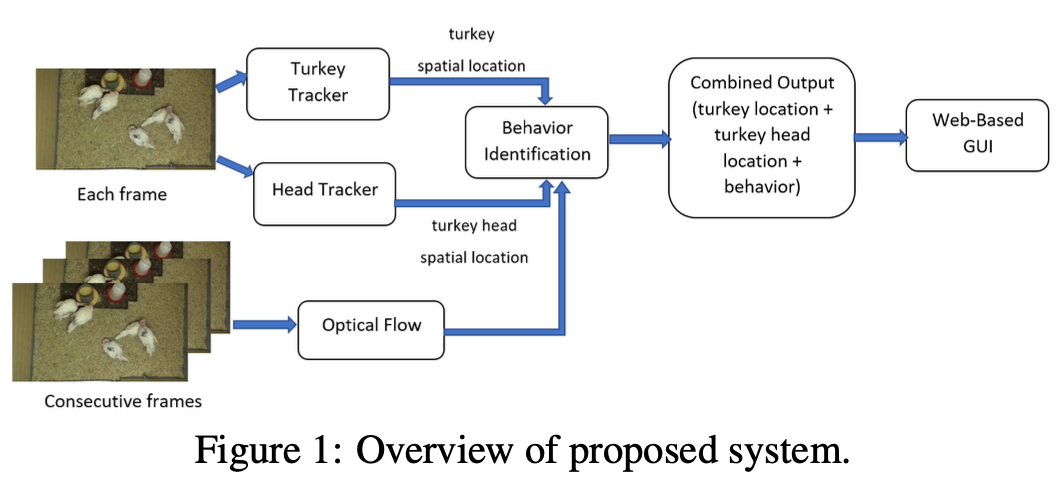 turkey
spatial location
Turkey
Tracker
Each frame
Head Tracker
turkey head
spatial location
Behavior
Identification
Combined Output
(turkey location +
turkey head
location +
behavior)
Web-Based
GUI
Optical Flow
Consecutive frames
Figure 1: Overview of proposed system.